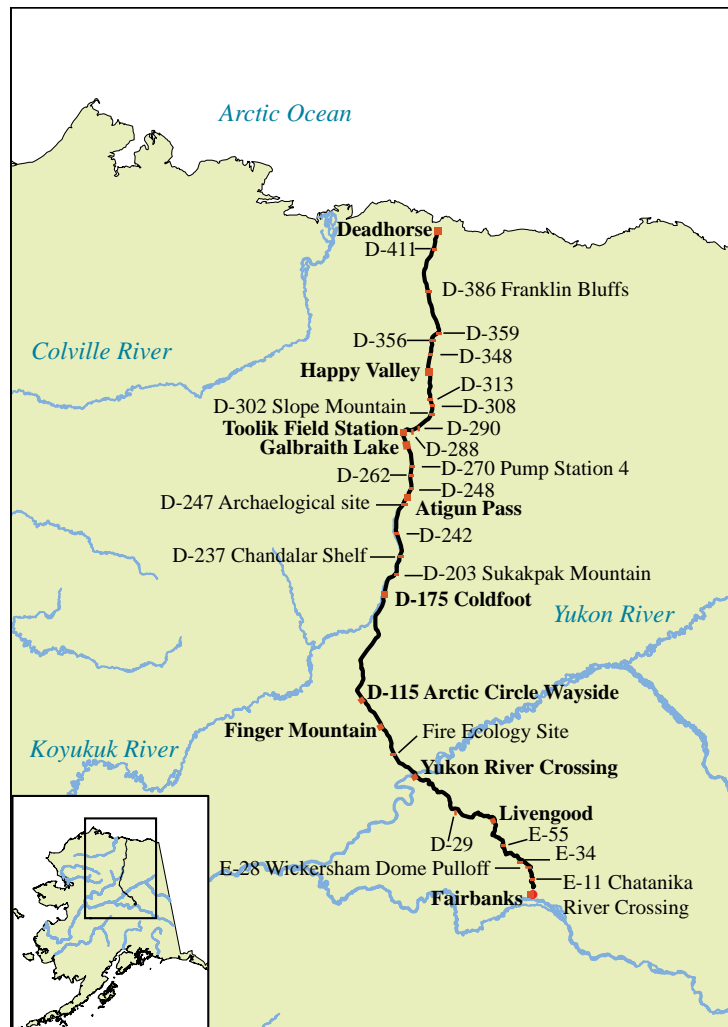 Arctic Ocean
Deadhorse
D-411
D-386 Franklin Bluffs
D-359
D-356
D-348
Colville River
Happy Valley
D-313
D-302 Slope Mountain
D-308
Toolik Field Station
D-290
Galbraith Lake
D-288
D-270 Pump Station 4
D-262
D-248
D-247 Archaelogical site
Atigun Pass
D-242
D-237 Chandalar Shelf
D-203 Sukakpak Mountain
D-175 Coldfoot
Yukon River
D-115 Arctic Circle Wayside
Finger Mountain
Fire Ecology Site
Koyukuk River
Yukon River Crossing
Livengood
E-55
D-29
E-34
E-28 Wickersham Dome Pulloff
E-11 Chatanika
River Crossing
Fairbanks